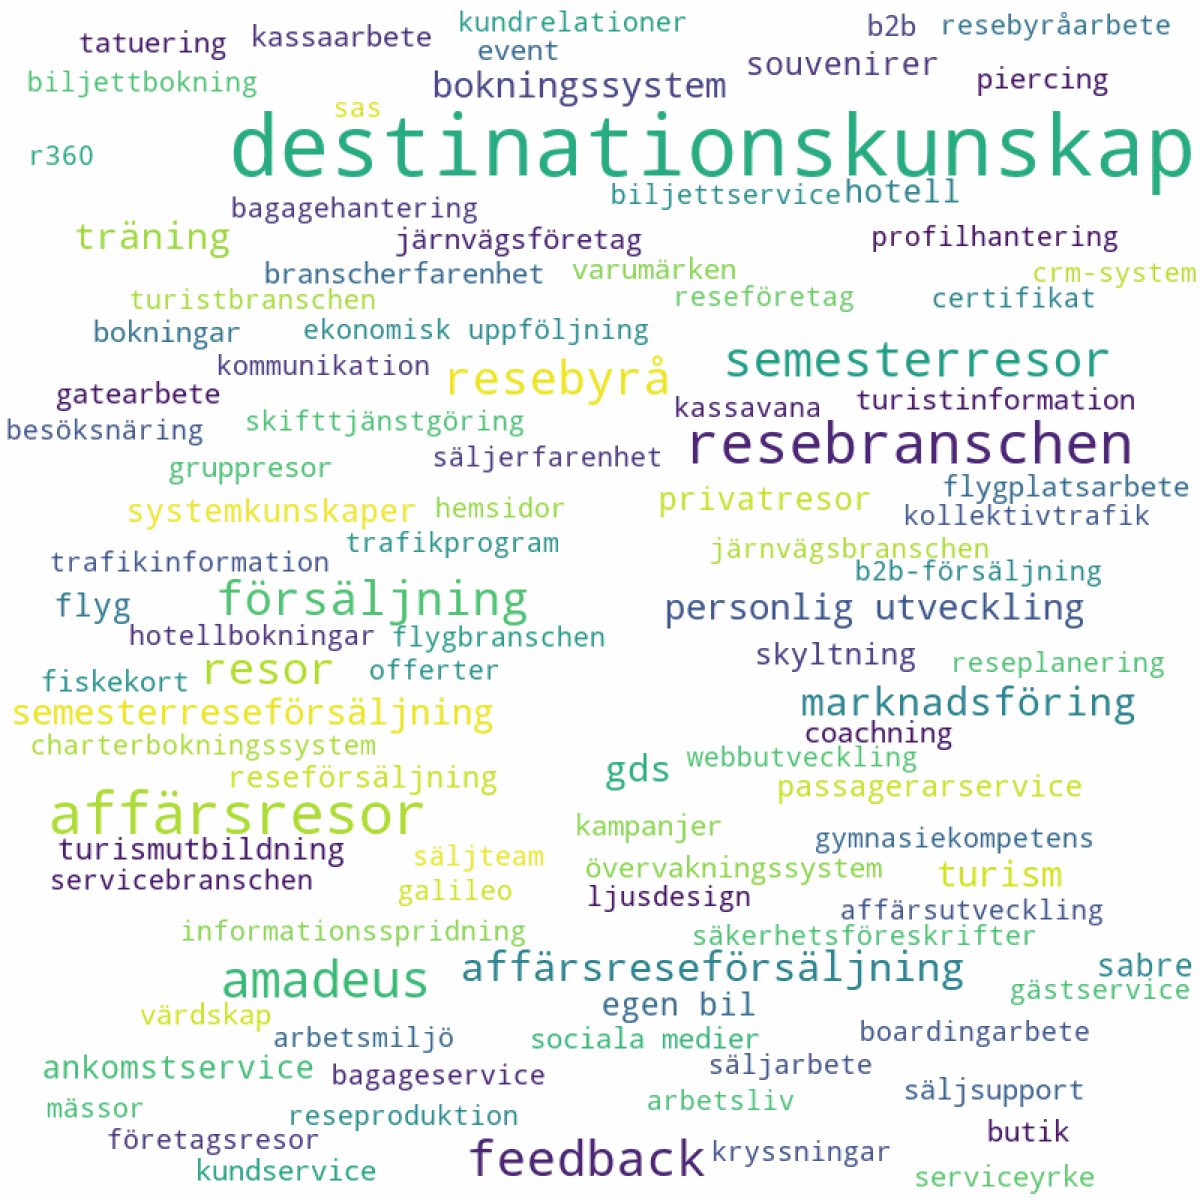 kundrelationer
b2b
resebyråarbete
tatuering
kassaarbete
event
souvenirer
biljettbokning
bokningssystem
piercing
sas
destinationskunskap
r360
biljettservice
hotell
bagagehantering
träning
järnvägsföretag
profilhantering
branscherfarenhet
varumärken
crm-system
turistbranschen
reseföretag
certifikat
bokningar
ekonomisk uppföljning
semesterresor
kommunikation
resebyrå
gatearbete
kassavana
turistinformation
besöksnäring
skifttjänstgöring
resebranschen
gruppresor
säljerfarenhet
privatresor
flygplatsarbete
systemkunskaper
hemsidor
kollektivtrafik
trafikprogram
järnvägsbranschen
trafikinformation
b2b-försäljning
flyg
försäljning
personlig utveckling
hotellbokningar
flygbranschen
skyltning
reseplanering
fiskekort
resor
offerter
semesterreseförsäljning
marknadsföring
charterbokningssystem
coachning
webbutveckling
gds
reseförsäljning
passagerarservice
affärsresor
kampanjer
gymnasiekompetens
turismutbildning
säljteam
övervakningssystem
turism
servicebranschen
galileo
ljusdesign
affärsutveckling
informationsspridning
säkerhetsföreskrifter
amadeus
affärsreseförsäljning
sabre
gästservice
värdskap
egen bil
arbetsmiljö
sociala medier
boardingarbete
ankomstservice
bagageservice
säljarbete
säljsupport
mässor
reseproduktion
arbetsliv
butik
företagsresor
feedback
kryssningar
kundservice
serviceyrke